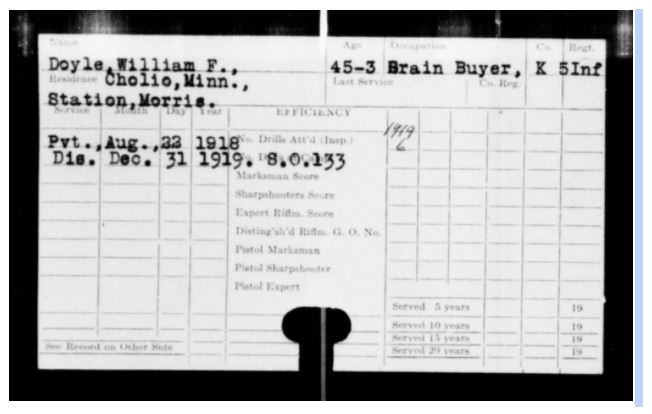 Name Age Occupation Co. Regt.
Doyle,William F., 45-3 Brain Buyer, K 5Inf
Residence Cholio,Minn., Last Service Co. Reg.
Station,Morris.
Service Month Day Year EFFICIENCY
1919
Pvt.,Aug.,22 1918 No. Drills Att'd (Insp.) 6
Dis. Dec. 31 1919. S.O.133
Marksman Score
Sharpshooters Score
Expert Riflm. Score
Disting'sh'd Riflm. G. O. No.
Pistol Marksman
Pistol Sharpshooter
Pistol Expert
Served 5 years 19
Served 10 years 19
Served 15 years 19
See Record on Other Side Served 20 years 19